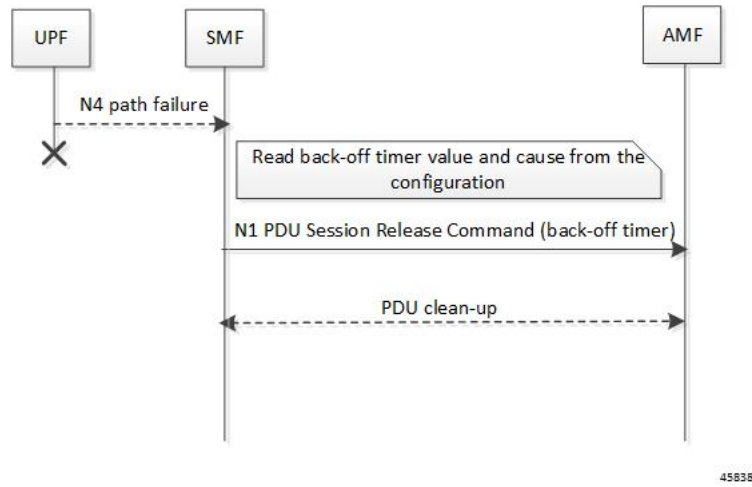 UPF
SMF
AMF
N4 path failure
Read back-off timer value and cause from the
configuration
N1 PDU Session Release Command (back-off timer)
PDU clean-up
45838